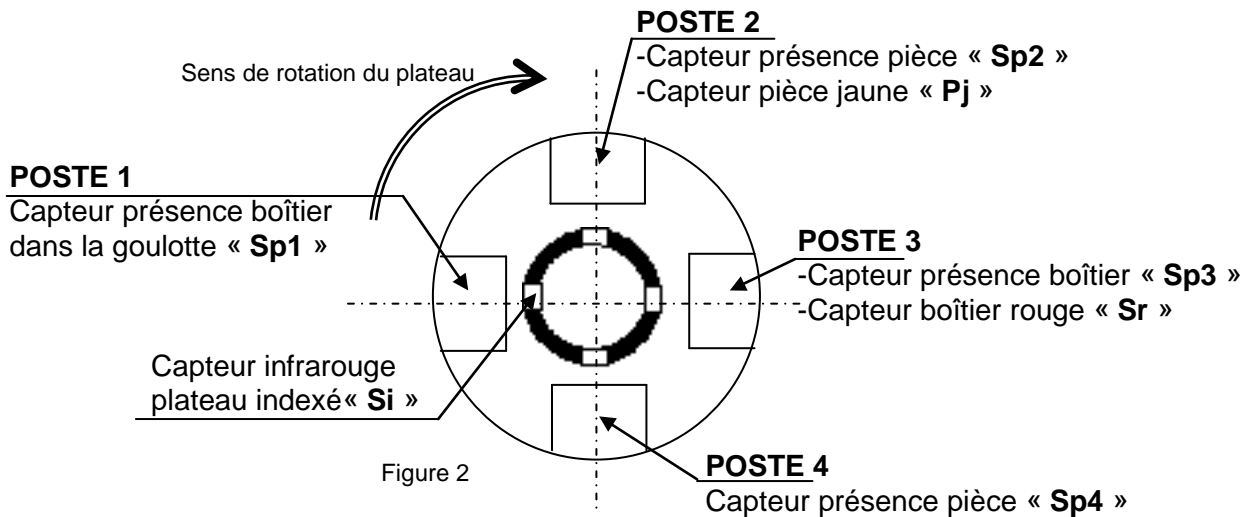 POSTE 2
-Capteur présence pièce « Sp2 »
-Capteur pièce jaune « Pj »
Sens de rotation du plateau
POSTE 1
Capteur présence boîtier
dans la goulotte « Sp1 »
POSTE 3
-Capteur présence boîtier « Sp3 »
-Capteur boîtier rouge « Sr »
Capteur infrarouge
plateau indexé« Si »
Figure 2
POSTE 4
Capteur présence pièce « Sp4 »